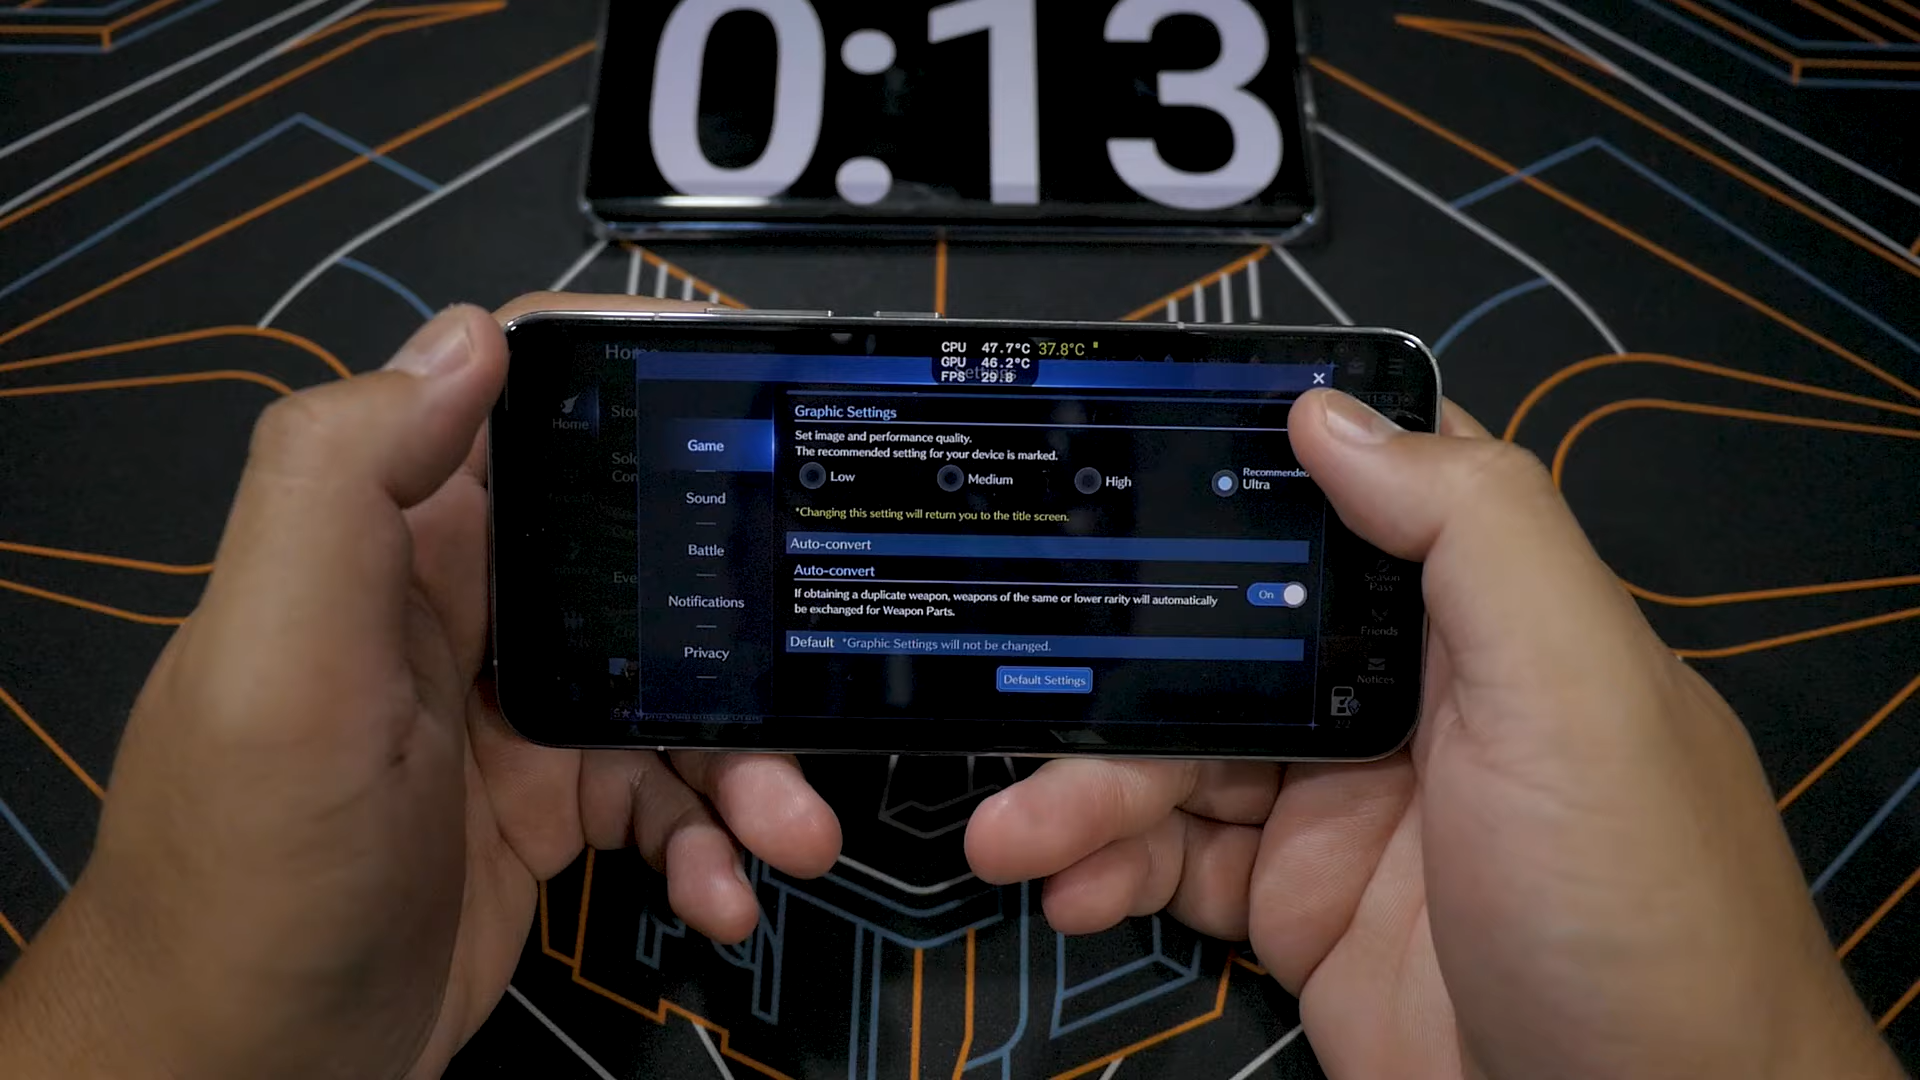 0:13
CPU 47.7°C 37.8°C
GPU 46.2°C
FPS 29.8
Home
×
Home
Game
Sound
Battle
Notifications
Privacy
Graphic Settings
Set image and performance quality.
The recommended setting for your device is marked.
Low
Medium
High
Recommended
Ultra
*Changing this setting will return you to the title screen.
Auto-convert
Auto-convert
If obtaining a duplicate weapon, weapons of the same or lower rarity will automatically
be exchanged for Weapon Parts.
On
Default *Graphic Settings will not be changed.
Default Settings
Season
Pass
Friends
Notices